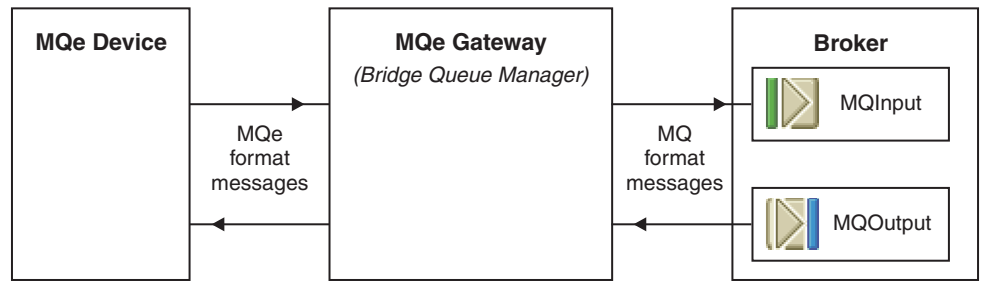 MQe Device
MQe Gateway
(Bridge Queue Manager)
Broker
MQInput
MQe
format
messages
MQ
format
messages
MQOutput